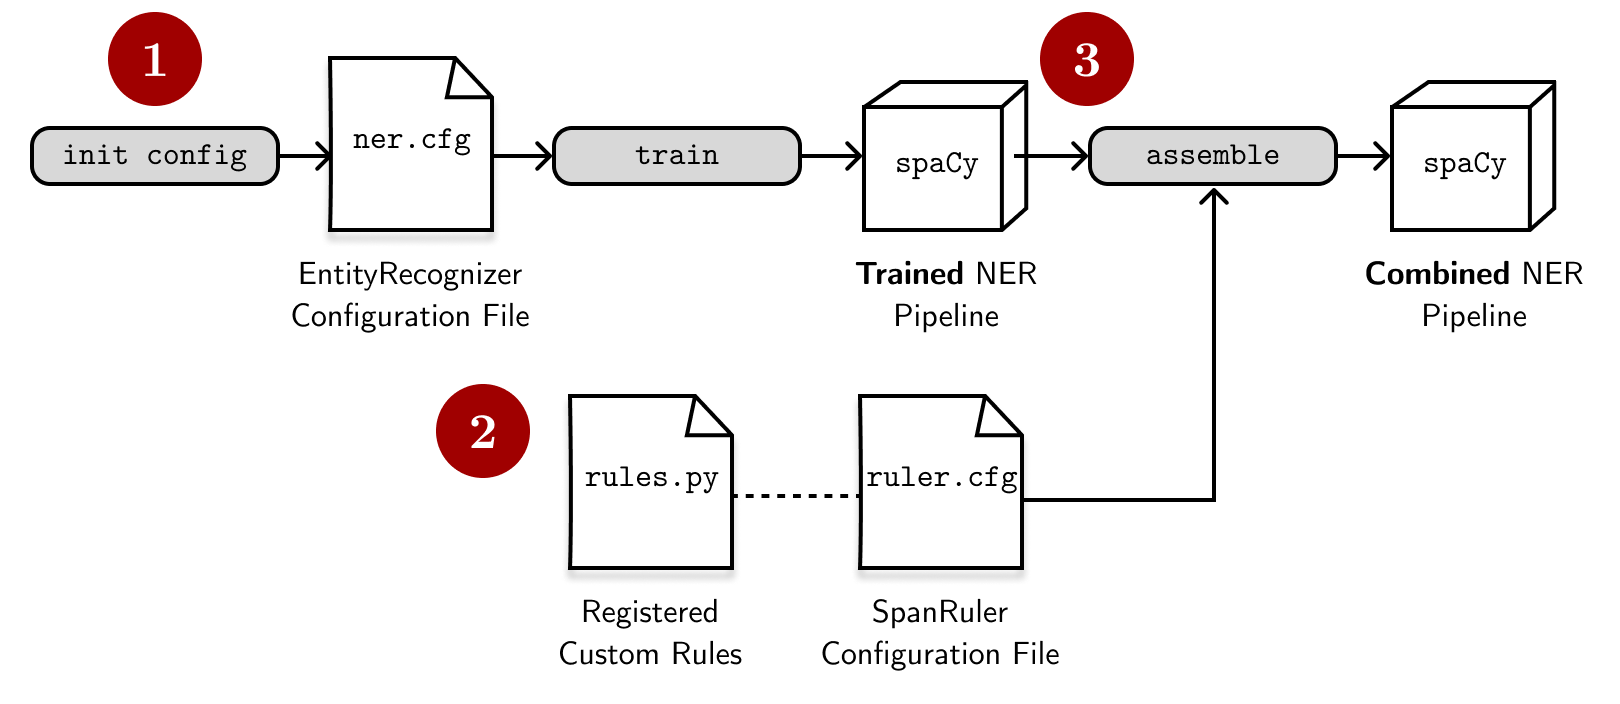 1
3
init config
ner.cfg
train
spaCy
assemble
spaCy
EntityRecognizer
Configuration File
Trained NER
Pipeline
Combined NER
Pipeline
2
rules.py
ruler.cfg
Registered
Custom Rules
SpanRuler
Configuration File